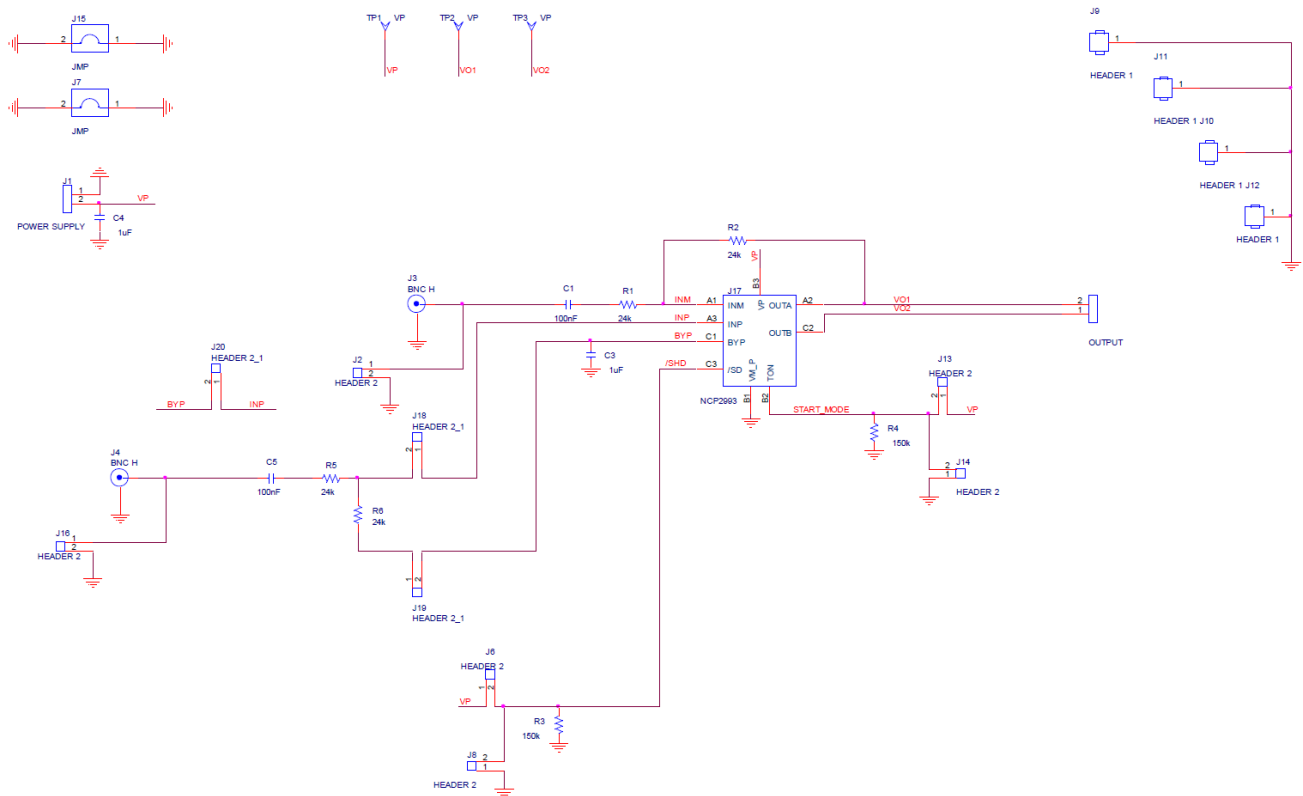 J15
2 1
JMP
J7
2 1
JMP
TP1 VP
VP
TP2 VP
VO1
TP3 VP
VO2
J9
1
HEADER 1
J11
1
HEADER 1 J10
1
HEADER 1 J12
1
HEADER 1
J1
1
2
VP
POWER SUPPLY
C4
1uF
R2
24k
VP
J3
BNC H
C1
100nF
R1
24k
J17
INM A1 INM
INP A3 INP
BYP C1 BYP
/SHD C3 /SD
B3
VP
OUTA A2 VO1
VO2
OUTB C2
VM_P
TON
B1
B2
NCP2993
2
1
OUTPUT
C3
1uF
J2
1
2
HEADER 2
J20
HEADER 2_1
2 1
BYP INP
START_MODE
R4
150k
J13
HEADER 2
2 1
VP
J14
2
1
HEADER 2
J18
HEADER 2_1
2 1
J4
BNC H
C5
100nF
R5
24k
R6
24k
J16
1
2
HEADER 2
1 2
J19
HEADER 2_1
J6
HEADER 2
1 2
VP
R3
150k
J8
2
1
HEADER 2